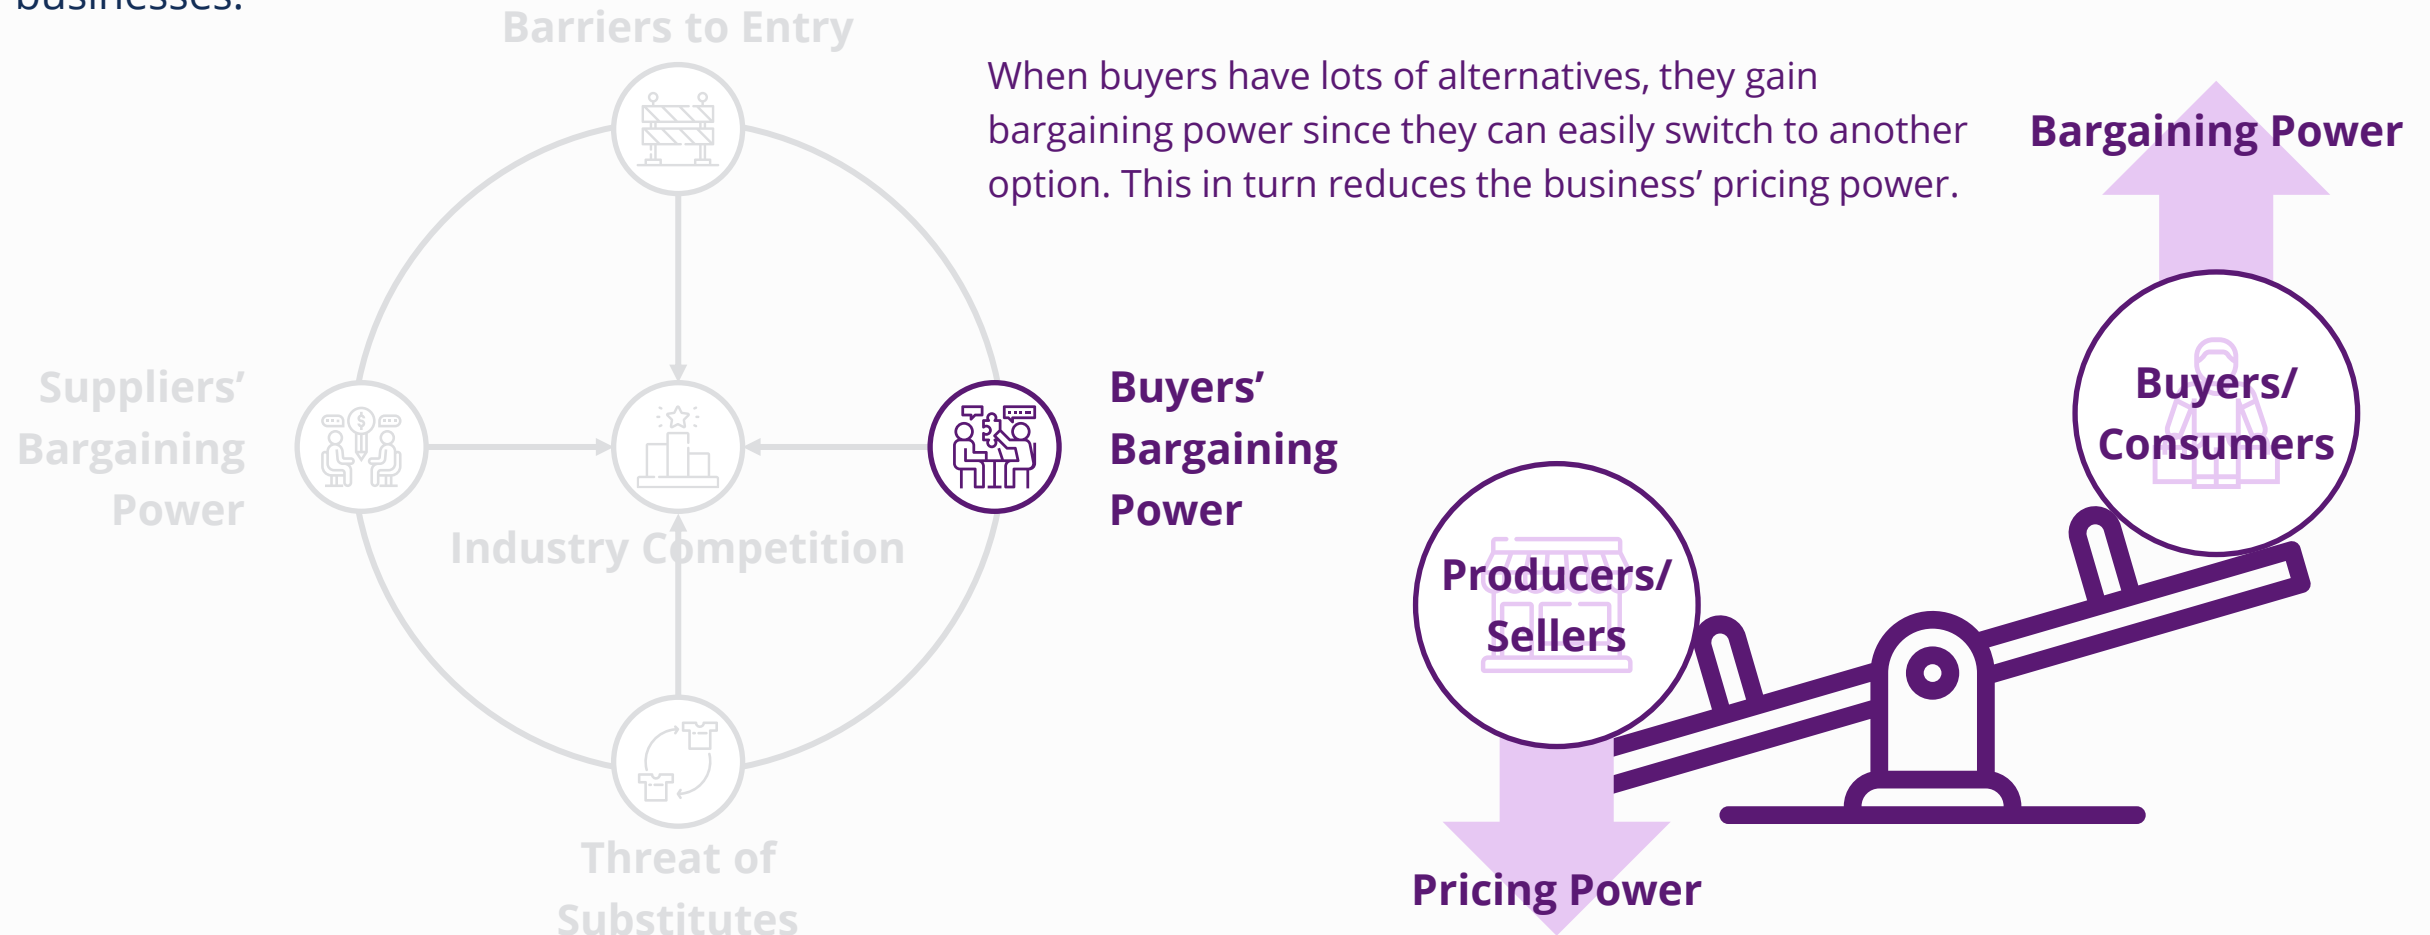 businesses.
Barriers to Entry
When buyers have lots of alternatives, they gain
bargaining power since they can easily switch to another
option. This in turn reduces the business’ pricing power.
Bargaining Power
Suppliers’
Bargaining
Power
Industry Competition
Buyers’
Bargaining
Power
Buyers/
Consumers
Producers/
Sellers
Threat of
Substitutes
Pricing Power